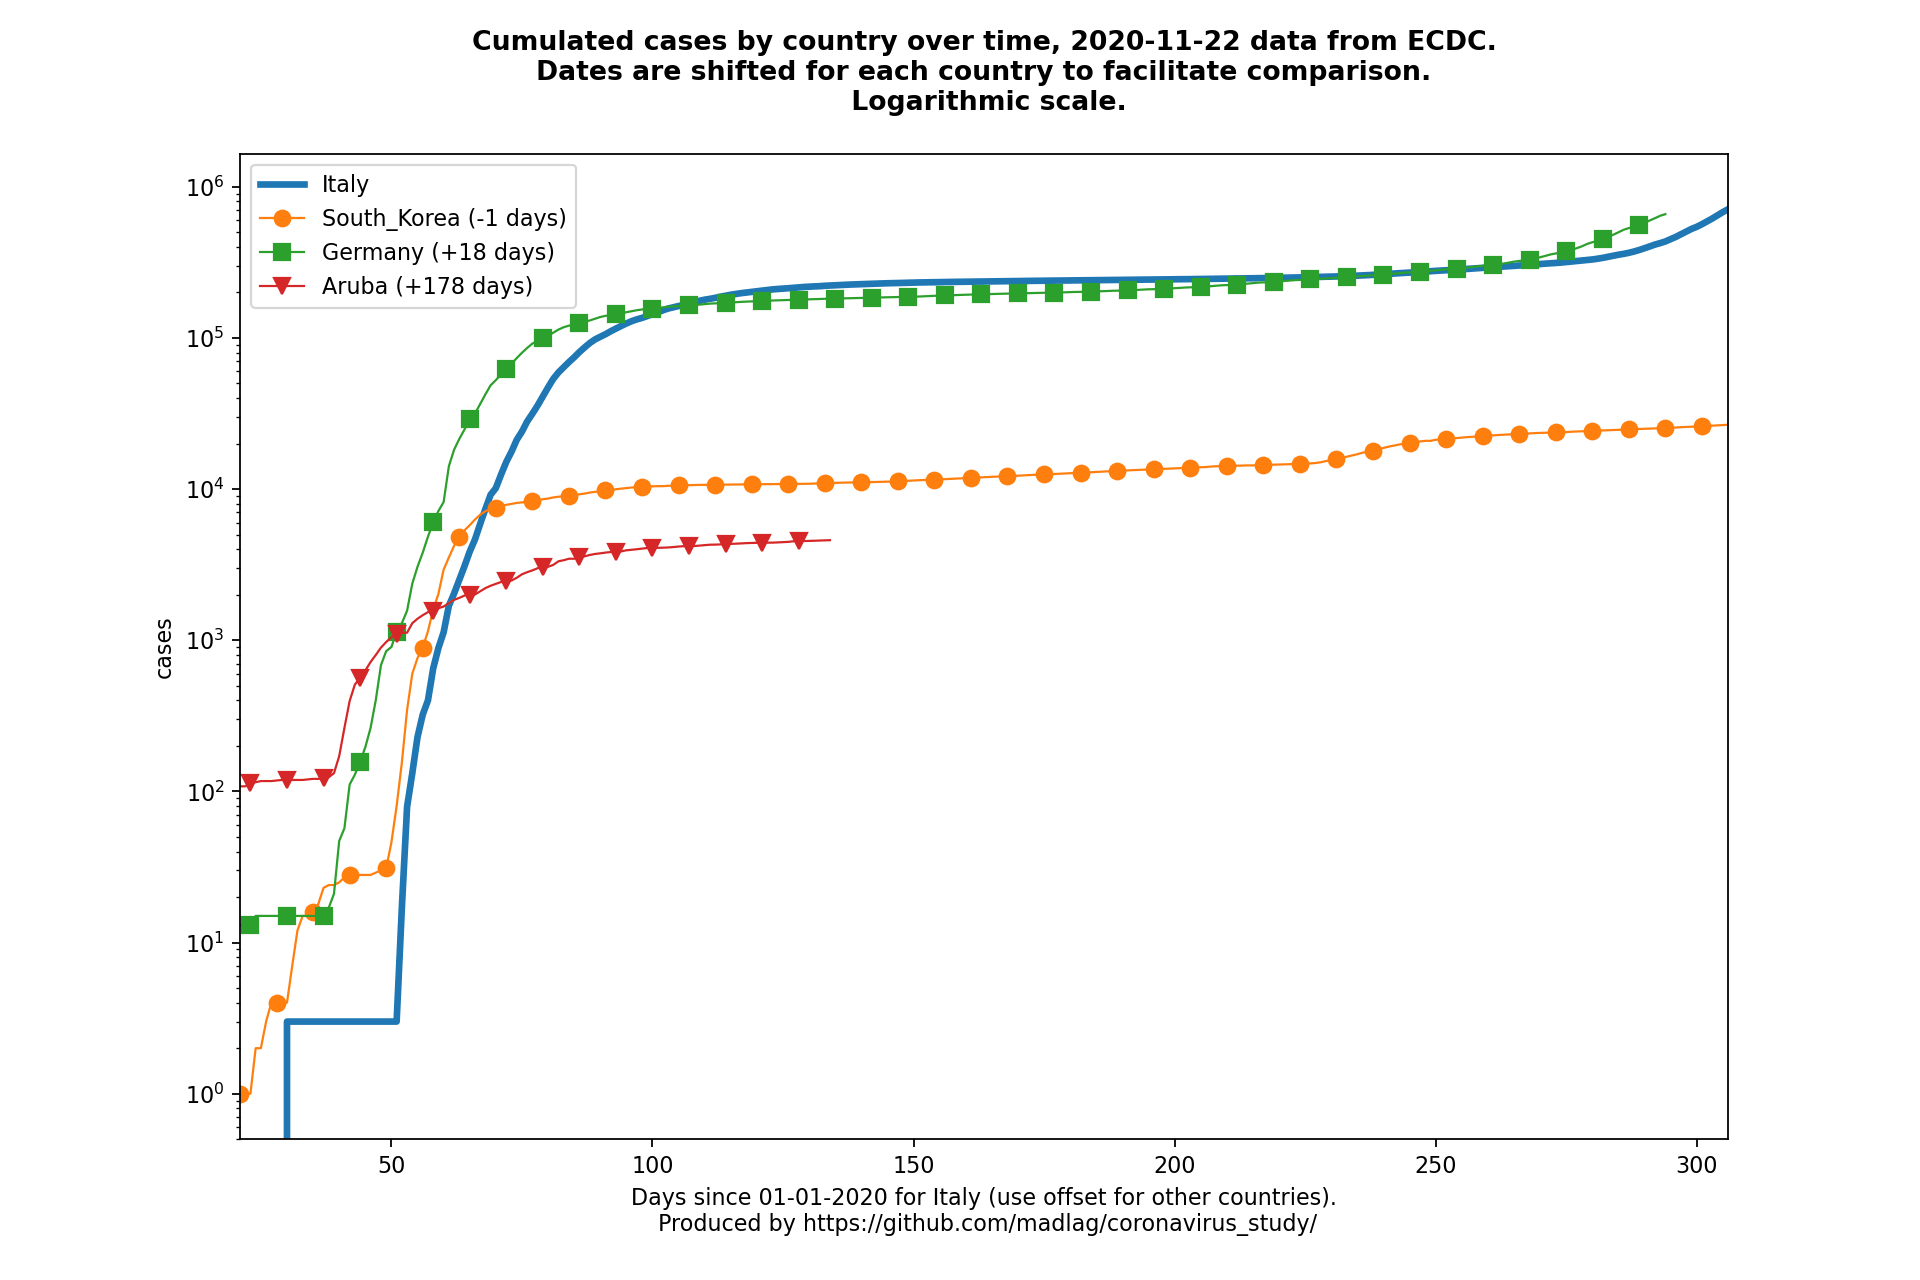 Cumulated cases by country over time, 2020-11-22 data from ECDC.
Dates are shifted for each country to facilitate comparison.
Logarithmic scale.
Italy
South_Korea (-1 days)
Germany (+18 days)
Aruba (+178 days)
10^6
10^5
10^4
10^3
10^2
10^1
10^0
cases
50 100 150 200 250 300
Days since 01-01-2020 for Italy (use offset for other countries).
Produced by https://github.com/madlag/coronavirus_study/